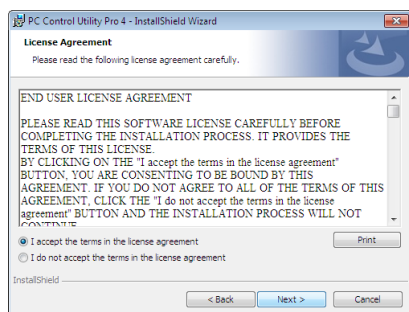 PC Control Utility Pro 4 - InstallShield Wizard
License Agreement
Please read the following license agreement carefully.
END USER LICENSE AGREEMENT
PLEASE READ THIS SOFTWARE LICENSE CAREFULLY BEFORE
COMPLETING THE INSTALLATION PROCESS. IT PROVIDES THE
TERMS OF THIS LICENSE.
BY CLICKING ON THE "I accept the terms in the license agreement"
BUTTON, YOU ARE CONSENTING TO BE BOUND BY THIS
AGREEMENT. IF YOU DO NOT AGREE TO ALL OF THE TERMS OF THIS
AGREEMENT, CLICK THE "I do not accept the terms in the license
agreement" BUTTON AND THE INSTALLATION PROCESS WILL NOT
CONTINUE.
I accept the terms in the license agreement
Print
I do not accept the terms in the license agreement
InstallShield
< Back
Next >
Cancel